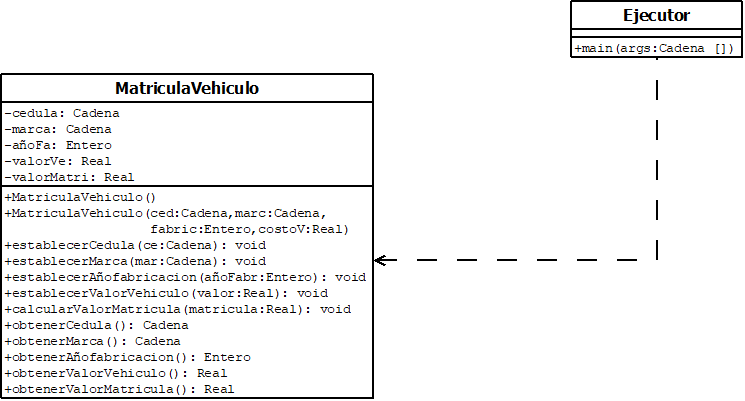 Ejecutor
+main(args:Cadena [])
MatriculaVehiculo
-cedula: Cadena
-marca: Cadena
-añoFa: Entero
-valorVe: Real
-valorMatri: Real
+MatriculaVehiculo()
+MatriculaVehiculo(ced:Cadena,marc:Cadena,
fabric:Entero,costoV:Real)
+establecerCedula(ce:Cadena): void
+establecerMarca(mar:Cadena): void
+establecerAñofabricacion(añoFabr:Entero): void
+establecerValorVehiculo(valor:Real): void
+calcularValorMatricula(matricula:Real): void
+obtenerCedula(): Cadena
+obtenerMarca(): Cadena
+obtenerAñofabricacion(): Entero
+obtenerValorVehiculo(): Real
+obtenerValorMatricula(): Real